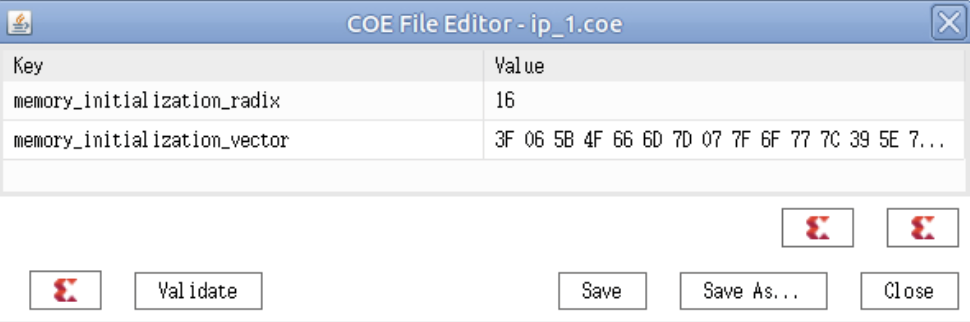 COE File Editor - ip_1.coe
Key Value
memory_initialization_radix 16
memory_initialization_vector 3F 06 5B 4F 66 6D 7D 07 7F 6F 77 7C 39 5E 7...
Validate Save Save As... Close